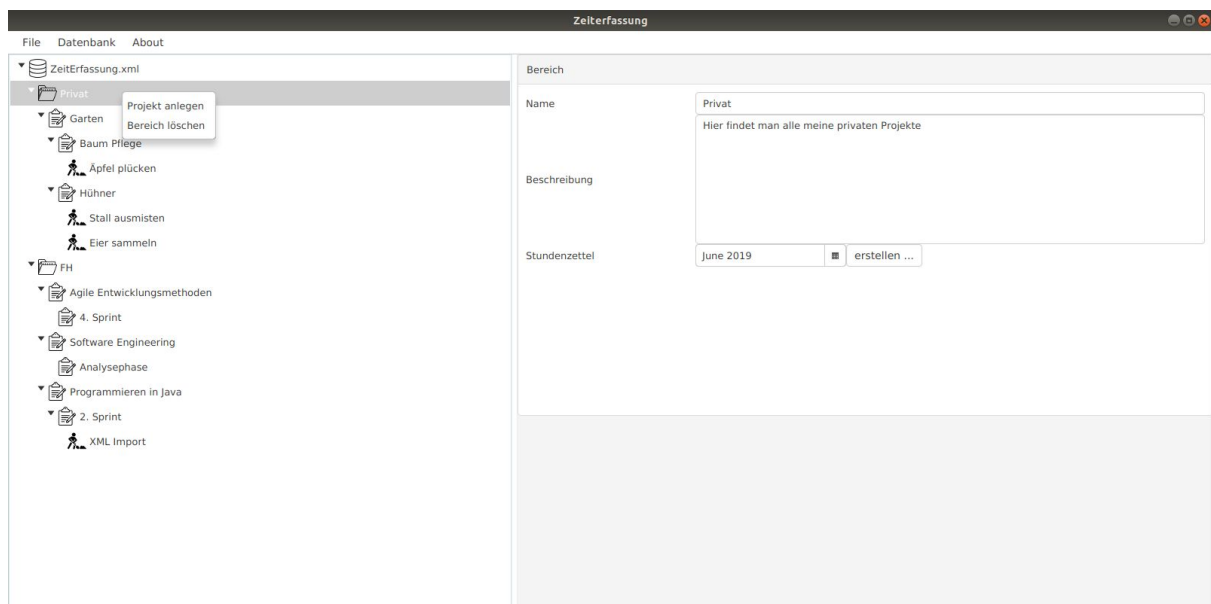 Zeiterfassung
File Datenbank About
ZeitErfassung.xml
Privat
Projekt anlegen
Bereich löschen
Garten
Baum Pflege
Äpfel plücken
Hühner
Stall ausmisten
Eier sammeln
FH
Agile Entwicklungsmethoden
4. Sprint
Software Engineering
Analysephase
Programmieren in Java
2. Sprint
XML Import
Bereich
Name Privat
Beschreibung Hier findet man alle meine privaten Projekte
Stundenzettel June 2019 erstellen ...